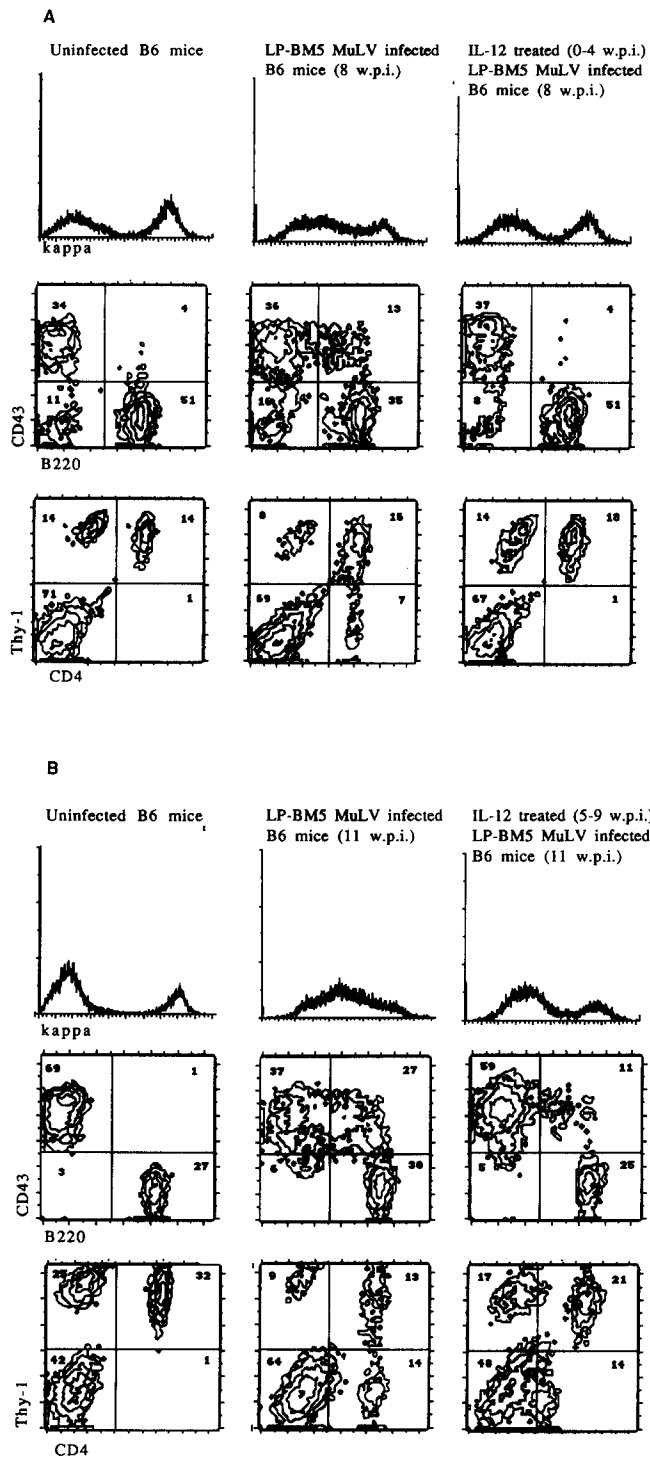 A
Uninfected B6 mice
LP-BM5 MuLV infected
B6 mice (8 w.p.i.)
IL-12 treated (0-4 w.p.i.)
LP-BM5 MuLV infected
B6 mice (8 w.p.i.)
kappa
34 4
11 51
36 13
35
37 4
8 51
CD43
B220
14 14
71 1
8 15
59 7
14 18
67 1
Thy-1
CD4
B
Uninfected B6 mice
LP-BM5 MuLV infected
B6 mice (11 w.p.i.)
IL-12 treated (5-9 w.p.i.)
LP-BM5 MuLV infected
B6 mice (11 w.p.i.)
kappa
69 1
3 27
37 27
6 30
59 11
5 25
CD43
B220
32
42 1
9 13
64 14
17 21
48 14
Thy-1
CD4